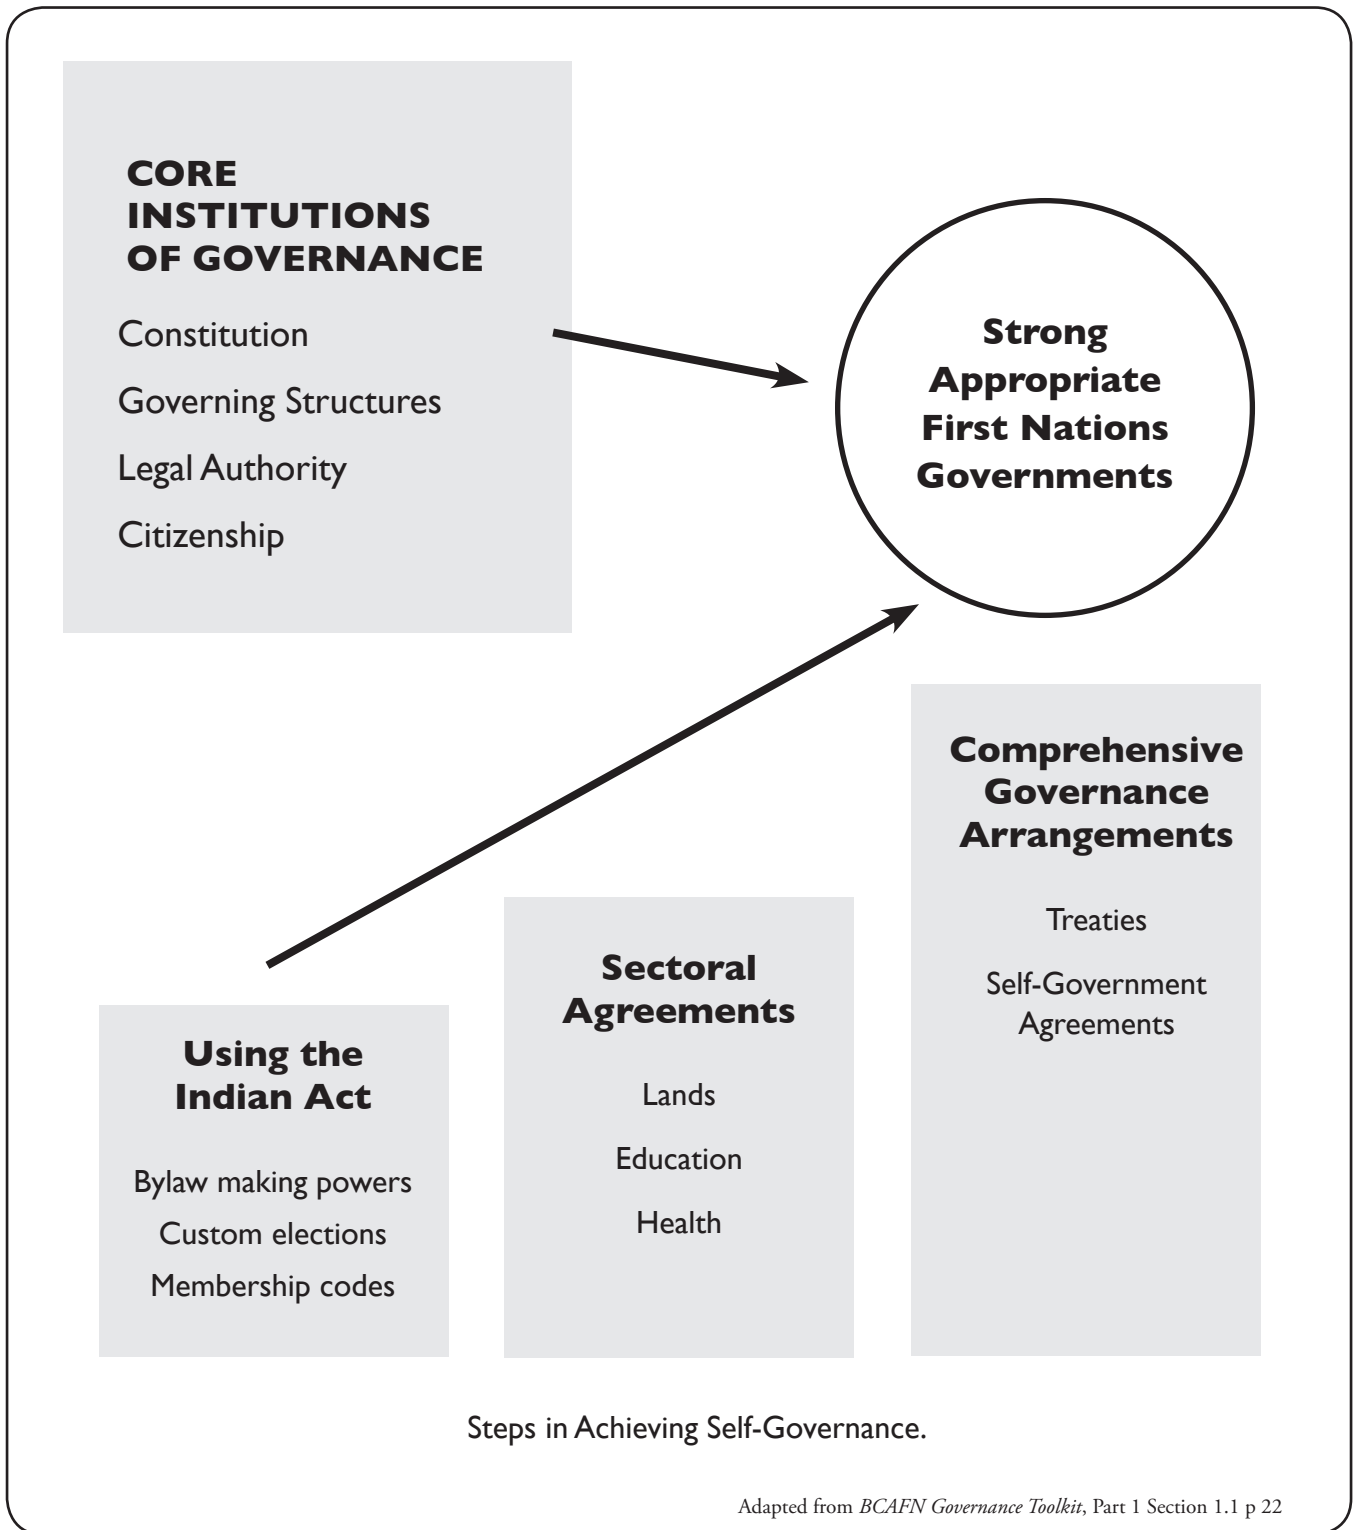 CORE
INSTITUTIONS
OF GOVERNANCE
Constitution
Governing Structures
Legal Authority
Citizenship
Strong
Appropriate
First Nations
Governments
Using the
Indian Act
Bylaw making powers
Custom elections
Membership codes
Sectoral
Agreements
Lands
Education
Health
Comprehensive
Governance
Arrangements
Treaties
Self-Government
Agreements
Steps in Achieving Self-Governance.
Adapted from BCAFN Governance Toolkit, Part 1 Section 1.1 p 22